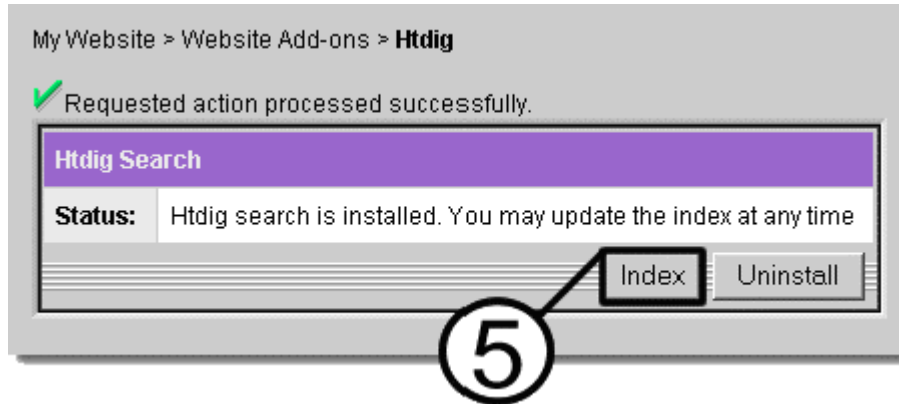 My Website > Website Add-ons > Htdig
Requested action processed successfully.
Htdig Search
Status: Htdig search is installed. You may update the index at any time
Index Uninstall
5